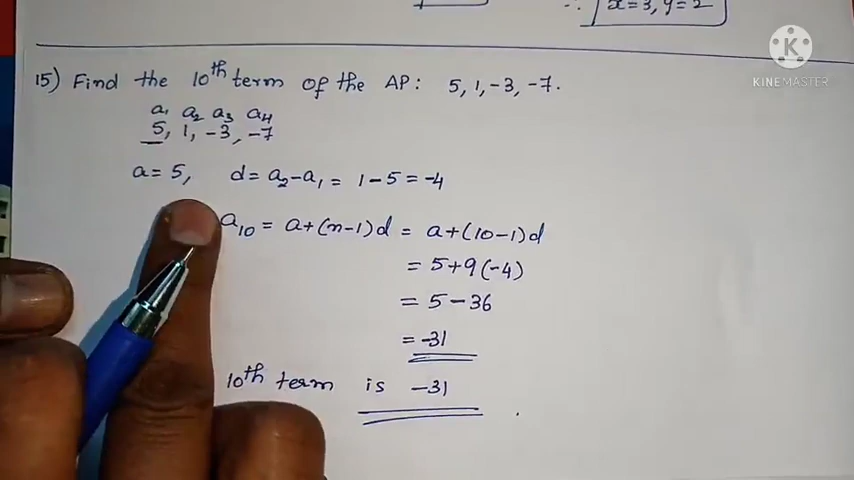 ∴ x=3, y=2
K
KINEMASTER
15) Find the 10th term of the AP: 5, 1, -3, -7.
a1 a2 a3 a4
5, 1, -3, -7
a = 5, d = a2 - a1 = 1 - 5 = -4
a10 = a+(n-1)d = a+(10-1)d
= 5+9(-4)
= 5 - 36
= -31
10th term is -31